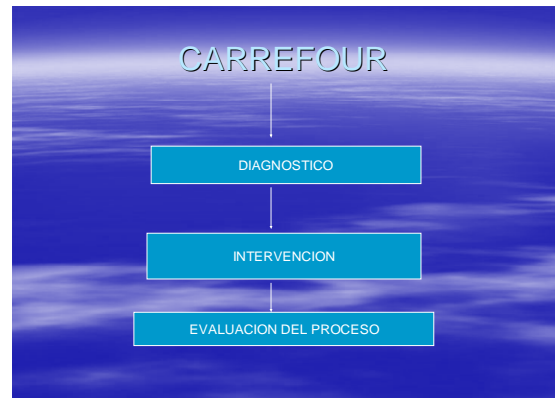 CARREFOUR
DIAGNOSTICO
INTERVENCION
EVALUACION DEL PROCESO